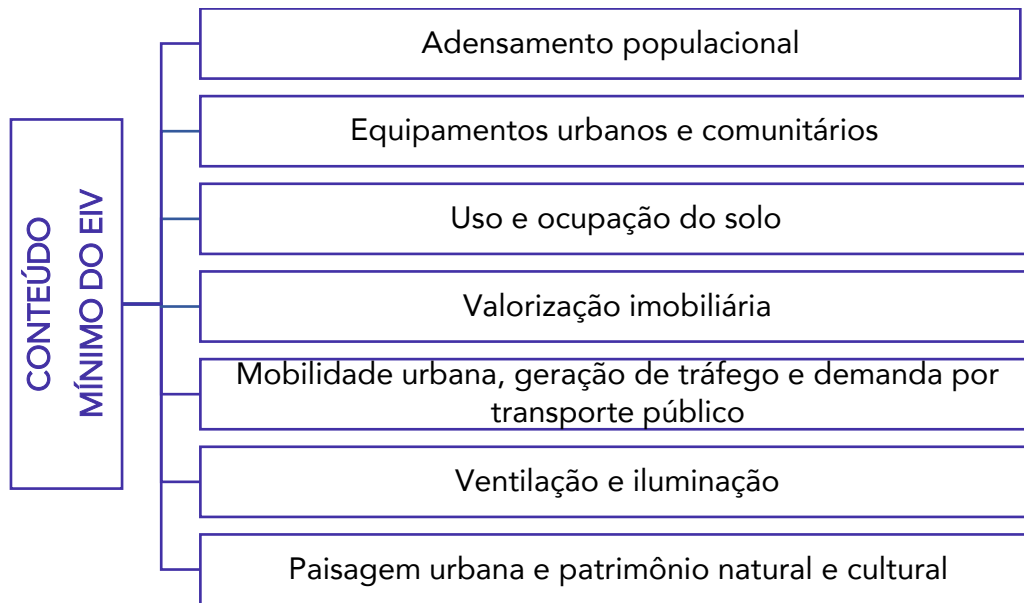 CONTEÚDO
MÍNIMO DO EIV
Adensamento populacional
Equipamentos urbanos e comunitários
Uso e ocupação do solo
Valorização imobiliária
Mobilidade urbana, geração de tráfego e demanda por
transporte público
Ventilação e iluminação
Paisagem urbana e patrimônio natural e cultural